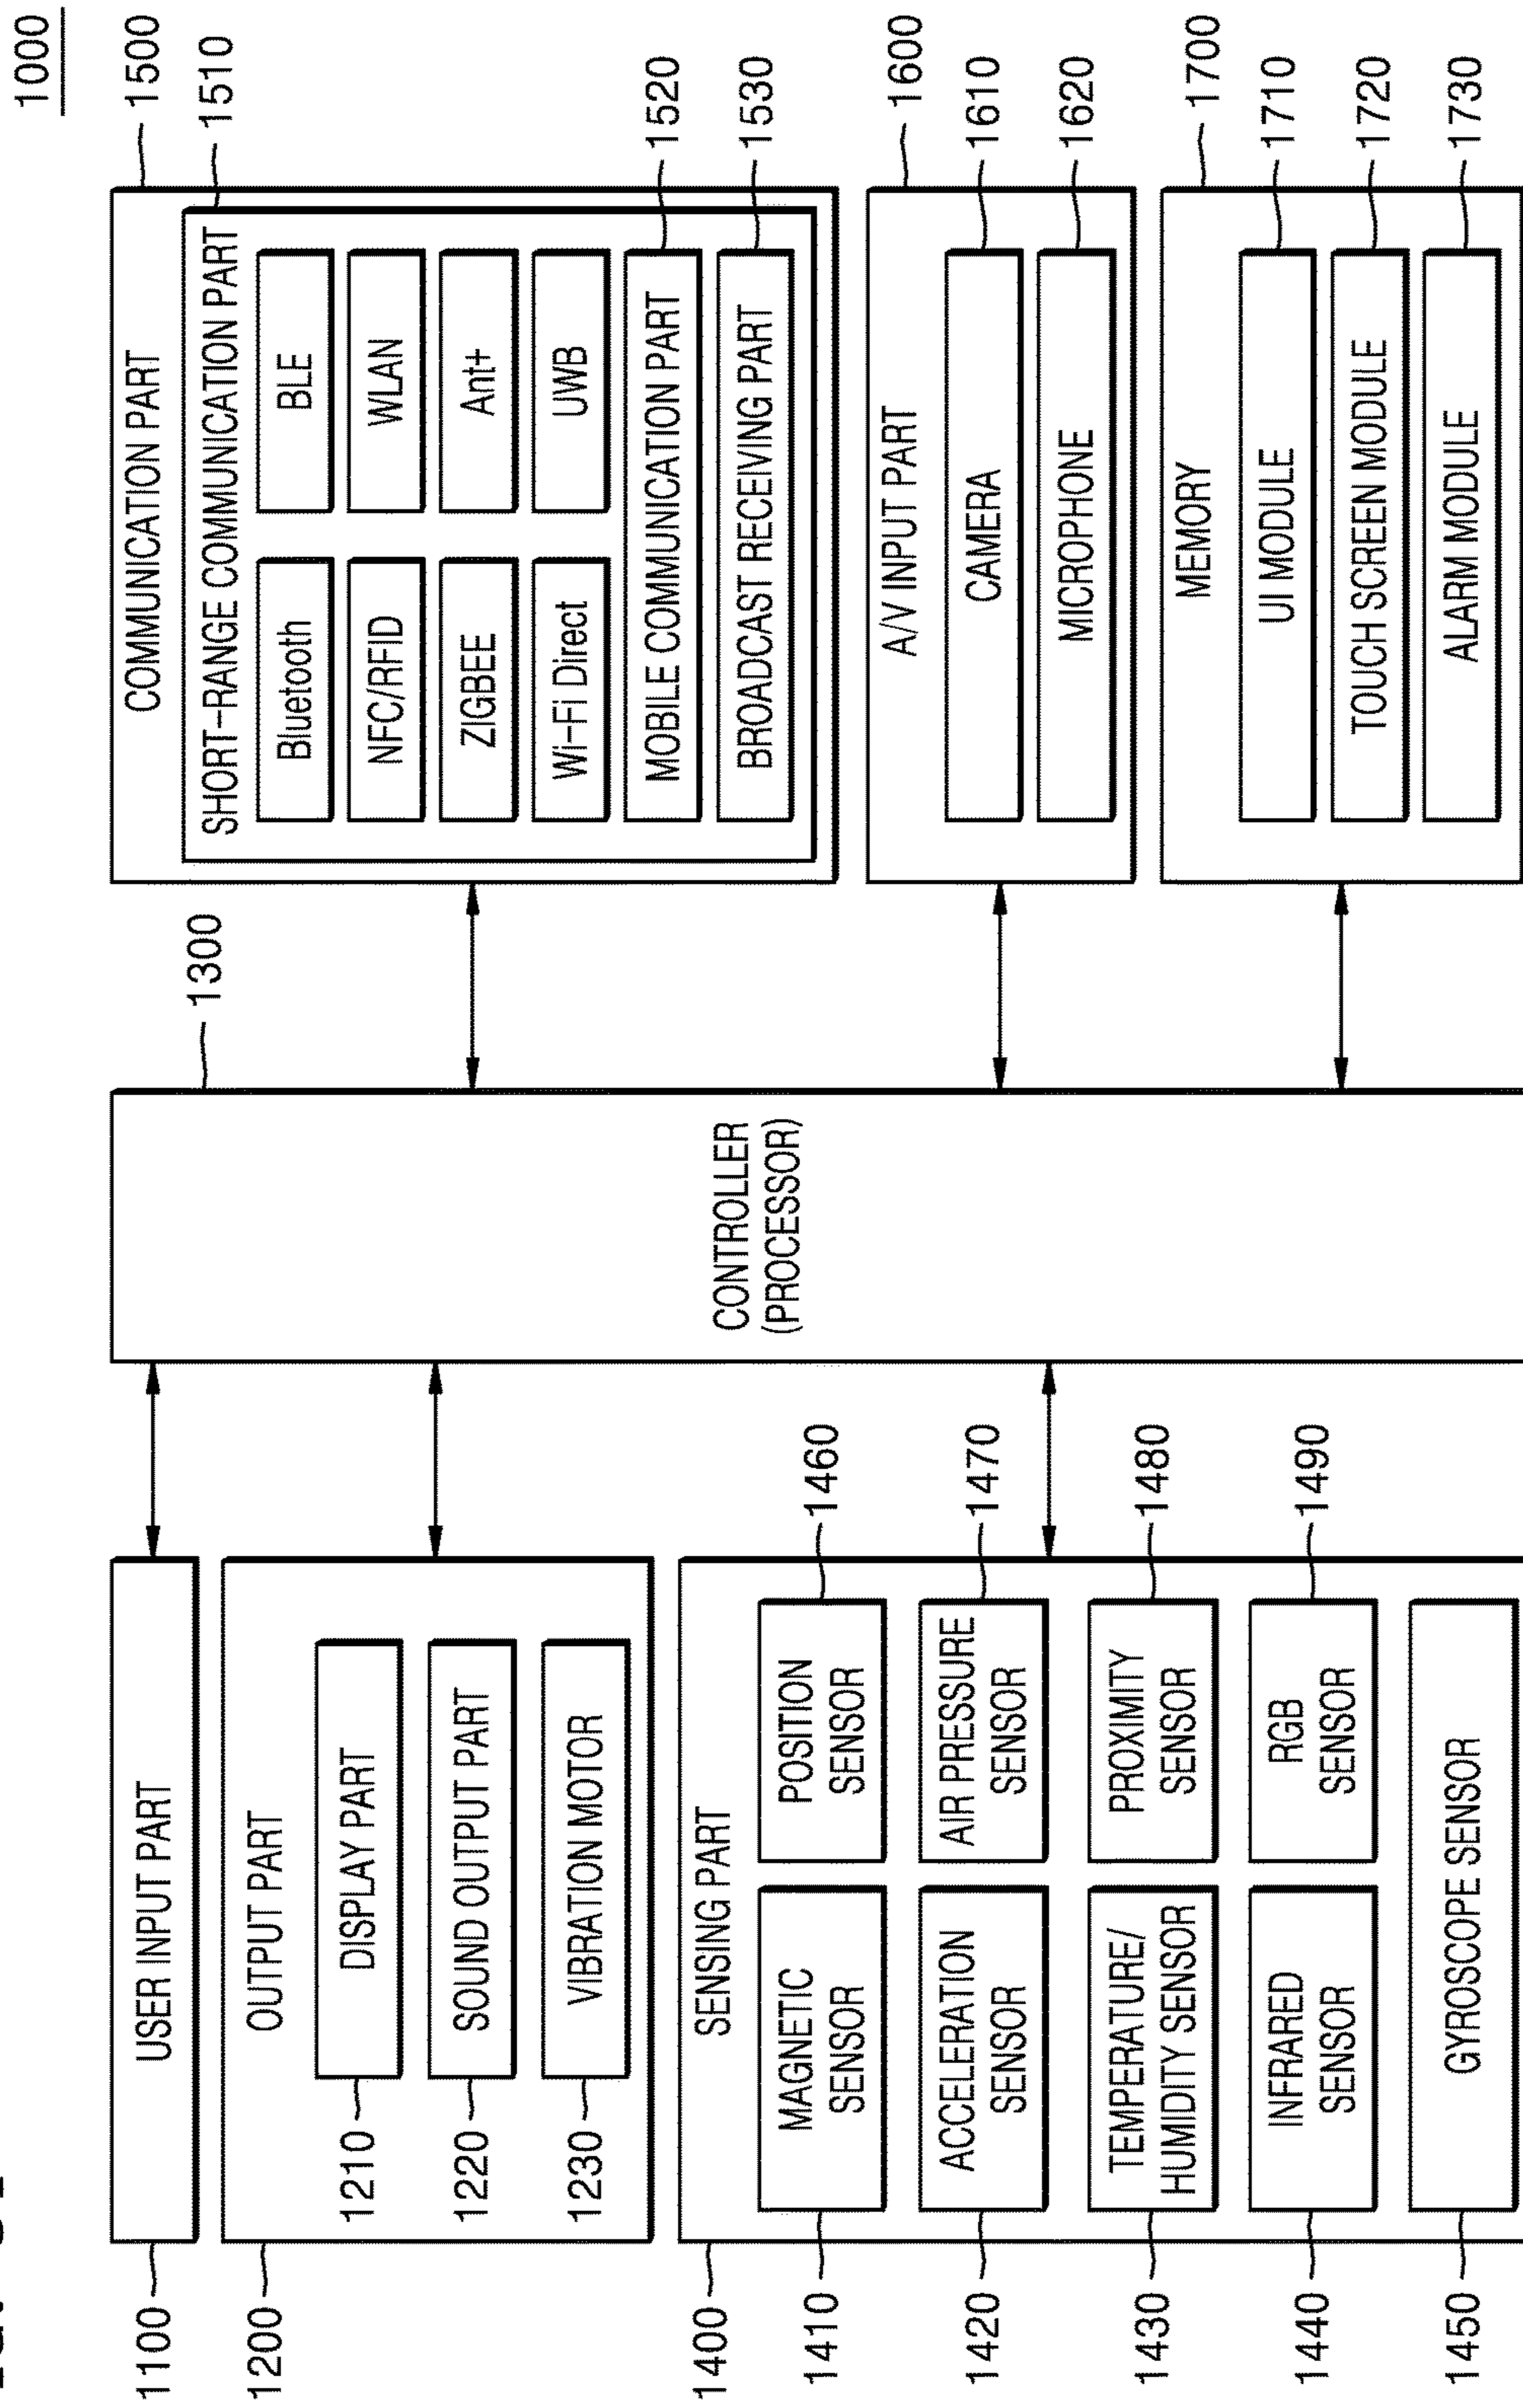 1000
1100
USER INPUT PART
1200
OUTPUT PART
1210
DISPLAY PART
1220
SOUND OUTPUT PART
1230
VIBRATION MOTOR
1400
SENSING PART
1410
MAGNETIC
SENSOR
POSITION
SENSOR
1460
1420
ACCELERATION
SENSOR
AIR PRESSURE
SENSOR
1470
1430
TEMPERATURE/
HUMIDITY SENSOR
PROXIMITY
SENSOR
1480
1440
INFRARED
SENSOR
RGB
SENSOR
1490
1450
GYROSCOPE SENSOR
1300
CONTROLLER
(PROCESSOR)
1500
COMMUNICATION PART
1510
SHORT-RANGE COMMUNICATION PART
Bluetooth
BLE
NFC/RFID
WLAN
ZIGBEE
Ant+
Wi-Fi Direct
UWB
MOBILE COMMUNICATION PART
1520
BROADCAST RECEIVING PART
1530
1600
A/V INPUT PART
CAMERA
1610
MICROPHONE
1620
1700
MEMORY
UI MODULE
1710
TOUCH SCREEN MODULE
1720
ALARM MODULE
1730